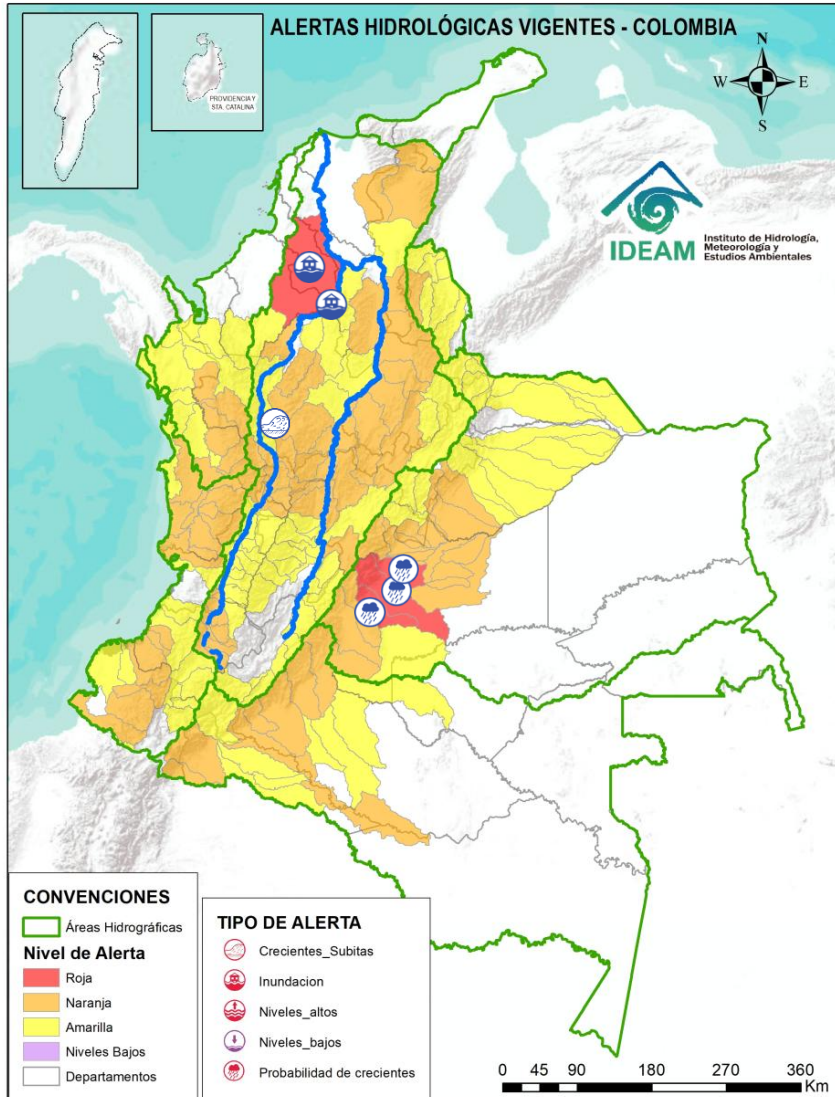 ALERTAS HIDROLÓGICAS VIGENTES - COLOMBIA
PROVIDENCIA Y
STA. CATALINA
N
W
E
S
IDEAM
Instituto de Hidrología,
Meteorología y
Estudios Ambientales
CONVENCIONES
Áreas Hidrográficas
Nivel de Alerta
Roja
Naranja
Amarilla
Niveles Bajos
Departamentos
TIPO DE ALERTA
Crecientes_Subitas
Inundacion
Niveles_altos
Niveles_bajos
Probabilidad de crecientes
0 45 90 180 270 360
Km